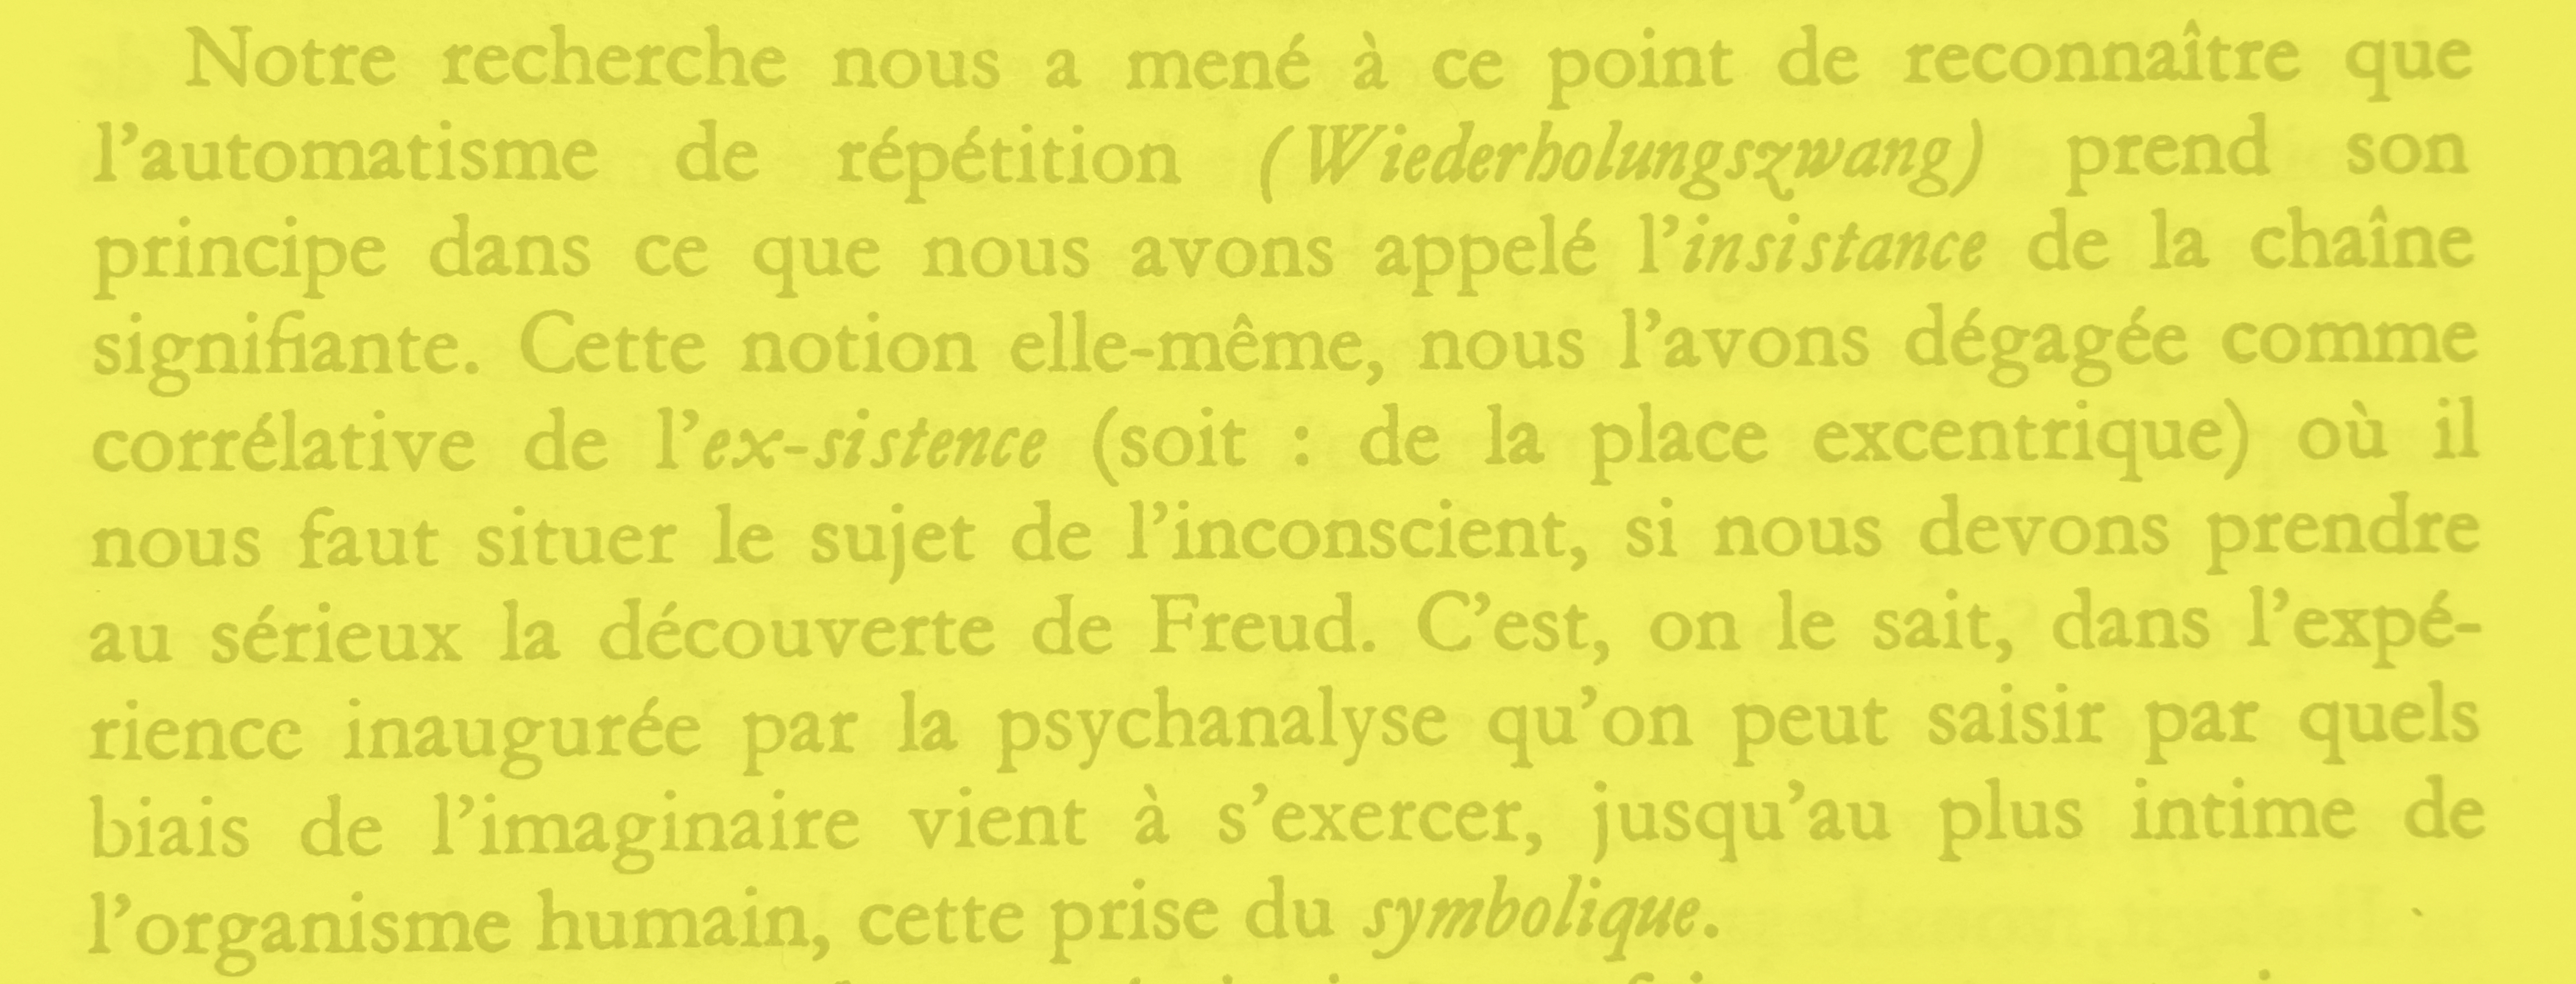 Notre recherche nous a mené à ce point de reconnaître que
l’automatisme de répétition (Wiederholungszwang) prend son
principe dans ce que nous avons appelé l’insistance de la chaîne
signifiante. Cette notion elle-même, nous l’avons dégagée comme
corrélative de l’ex-sistence (soit : de la place excentrique) où il
nous faut situer le sujet de l’inconscient, si nous devons prendre
au sérieux la découverte de Freud. C’est, on le sait, dans l’expé-
rience inaugurée par la psychanalyse qu’on peut saisir par quels
biais de l’imaginaire vient à s’exercer, jusqu’au plus intime de
l’organisme humain, cette prise du symbolique.